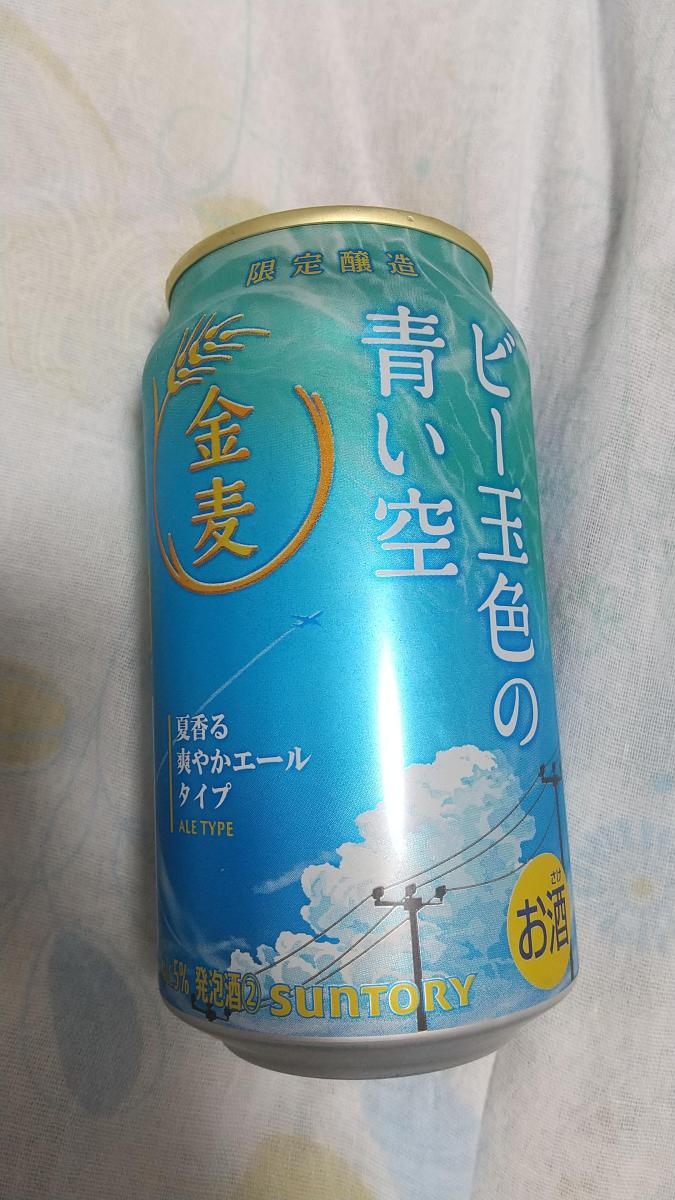 限定醸造
ビー玉色の
青い空
金麦
夏香る
爽やかエール
タイプ
ALE TYPE
さけ
お酒
5% 発泡酒②
SUNTORY